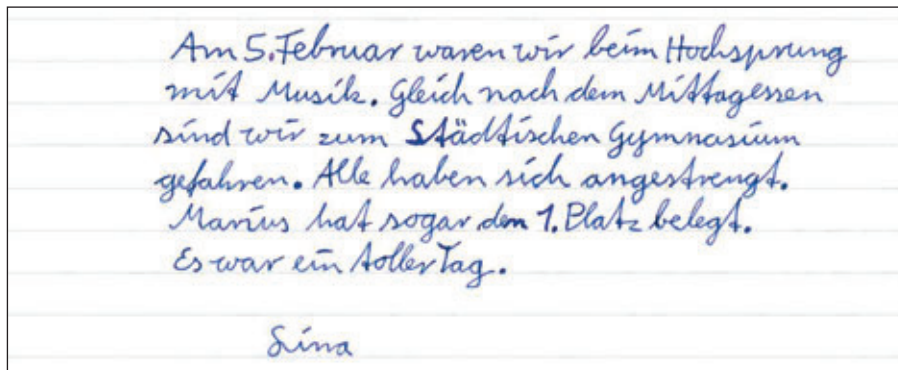 Am 5. Februar waren wir beim Hochsprung
mit Musik. Gleich nach dem Mittagessen
sind wir zum Städtischen Gymnasium
gefahren. Alle haben sich angestrengt.
Marius hat sogar den 1. Platz belegt.
Es war ein toller Tag.
Lina